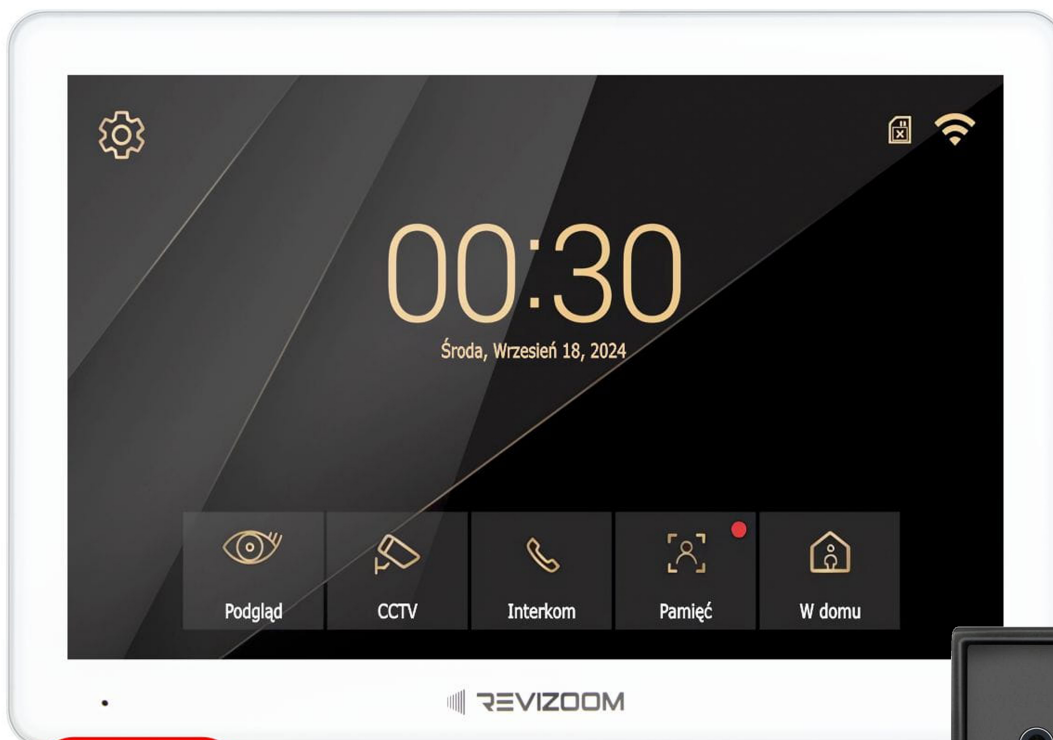 00:30
Środa, Wrzesień 18, 2024
Podgląd
CCTV
Interkom
Pamięć
W domu
REVIZOOM